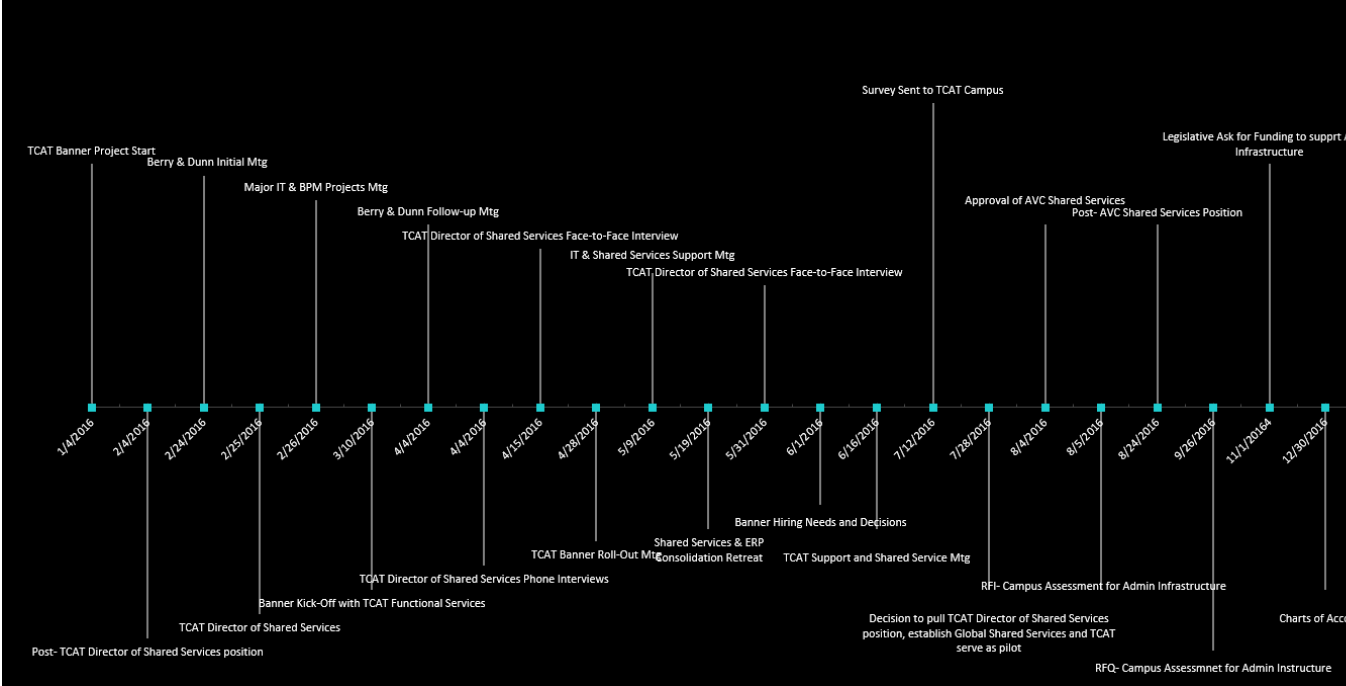 Survey Sent to TCAT Campus
Legislative Ask for Funding to supprt
Infrastructure
TCAT Banner Project Start
Berry & Dunn Initial Mtg
Major IT & BPM Projects Mtg
Approval of AVC Shared Services
Berry & Dunn Follow-up Mtg
Post- AVC Shared Services Position
TCAT Director of Shared Services Face-to-Face Interview
IT & Shared Services Support Mtg
TCAT Director of Shared Services Face-to-Face Interview
1/4/2016
2/4/2016
2/24/2016
2/25/2016
2/26/2016
3/10/2016
4/4/2016
4/4/2016
4/15/2016
4/28/2016
5/9/2016
5/19/2016
5/31/2016
6/1/2016
6/16/2016
7/12/2016
7/28/2016
8/4/2016
8/5/2016
8/24/2016
9/26/2016
11/1/20164
12/30/2016
Banner Hiring Needs and Decisions
Shared Services & ERP
Consolidation Retreat
TCAT Banner Roll-Out Mtg
TCAT Support and Shared Service Mtg
TCAT Director of Shared Services Phone Interviews
RFI- Campus Assessment for Admin Infrastructure
Banner Kick-Off with TCAT Functional Services
Decision to pull TCAT Director of Shared Services
position, establish Global Shared Services and TCAT
serve as pilot
Charts of Acco
TCAT Director of Shared Services
Post- TCAT Director of Shared Services position
RFQ- Campus Assessmnet for Admin Instructure